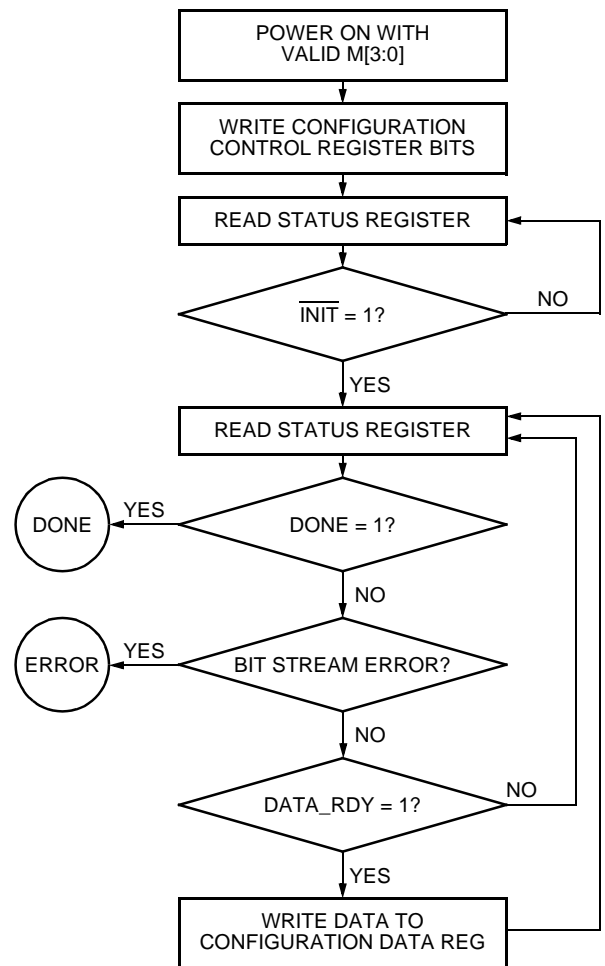 POWER ON WITH
VALID M[3:0]
WRITE CONFIGURATION
CONTROL REGISTER BITS
READ STATUS REGISTER
INIT = 1?
NO
YES
READ STATUS REGISTER
YES
DONE
DONE = 1?
NO
YES
ERROR
BIT STREAM ERROR?
NO
NO
DATA_RDY = 1?
YES
WRITE DATA TO
CONFIGURATION DATA REG